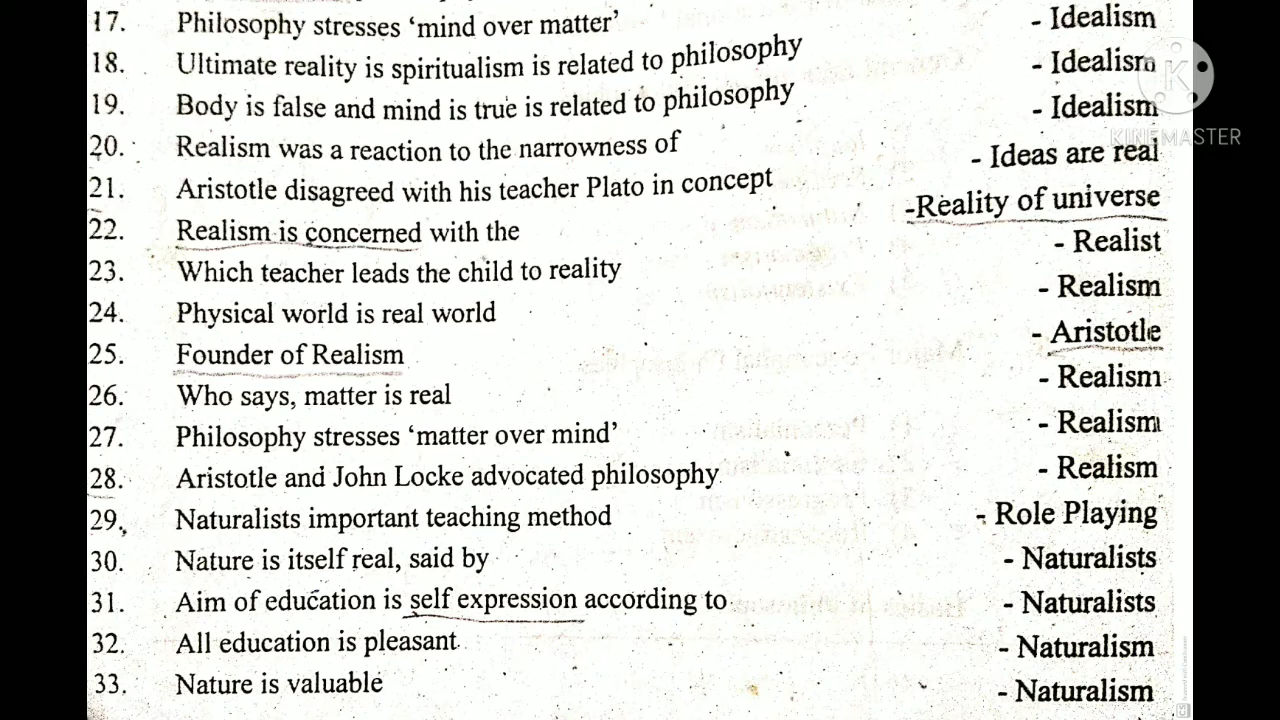 17. Philosophy stresses ‘mind over matter’ - Idealism
18. Ultimate reality is spiritualism is related to philosophy - Idealism
19. Body is false and mind is true is related to philosophy - Idealism
KINEMASTER
20. Realism was a reaction to the narrowness of - Ideas are real
21. Aristotle disagreed with his teacher Plato in concept -Reality of universe
22. Realism is concerned with the - Realist
23. Which teacher leads the child to reality - Realism
24. Physical world is real world - Aristotle
25. Founder of Realism - Realism
26. Who says, matter is real - Realism
27. Philosophy stresses ‘matter over mind’ - Realism
28. Aristotle and John Locke advocated philosophy
29. Naturalists important teaching method - Role Playing
30. Nature is itself real, said by - Naturalists
31. Aim of education is self expression according to - Naturalists
32. All education is pleasant - Naturalism
33. Nature is valuable - Naturalism